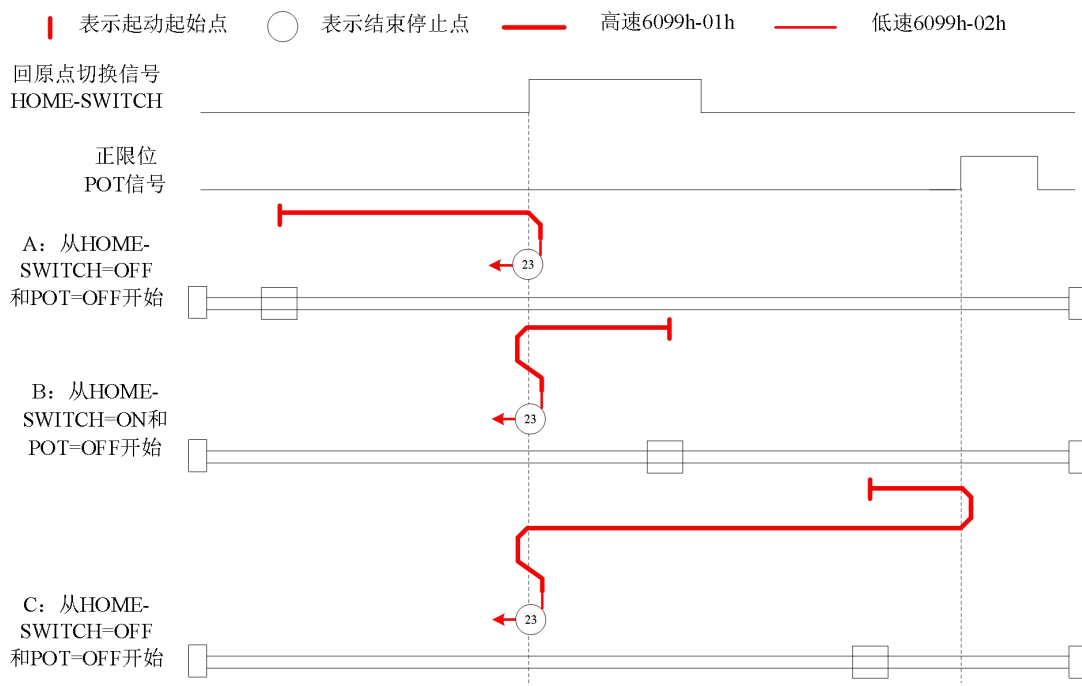 表示起动起始点
表示结束停止点
高速6099h-01h
低速6099h-02h
回原点切换信号
HOME-SWITCH
正限位
POT信号
A：从HOME-
SWITCH=OFF
和POT=OFF开始
23
B：从HOME-
SWITCH=ON和
POT=OFF开始
23
C：从HOME-
SWITCH=OFF
和POT=OFF开始
23